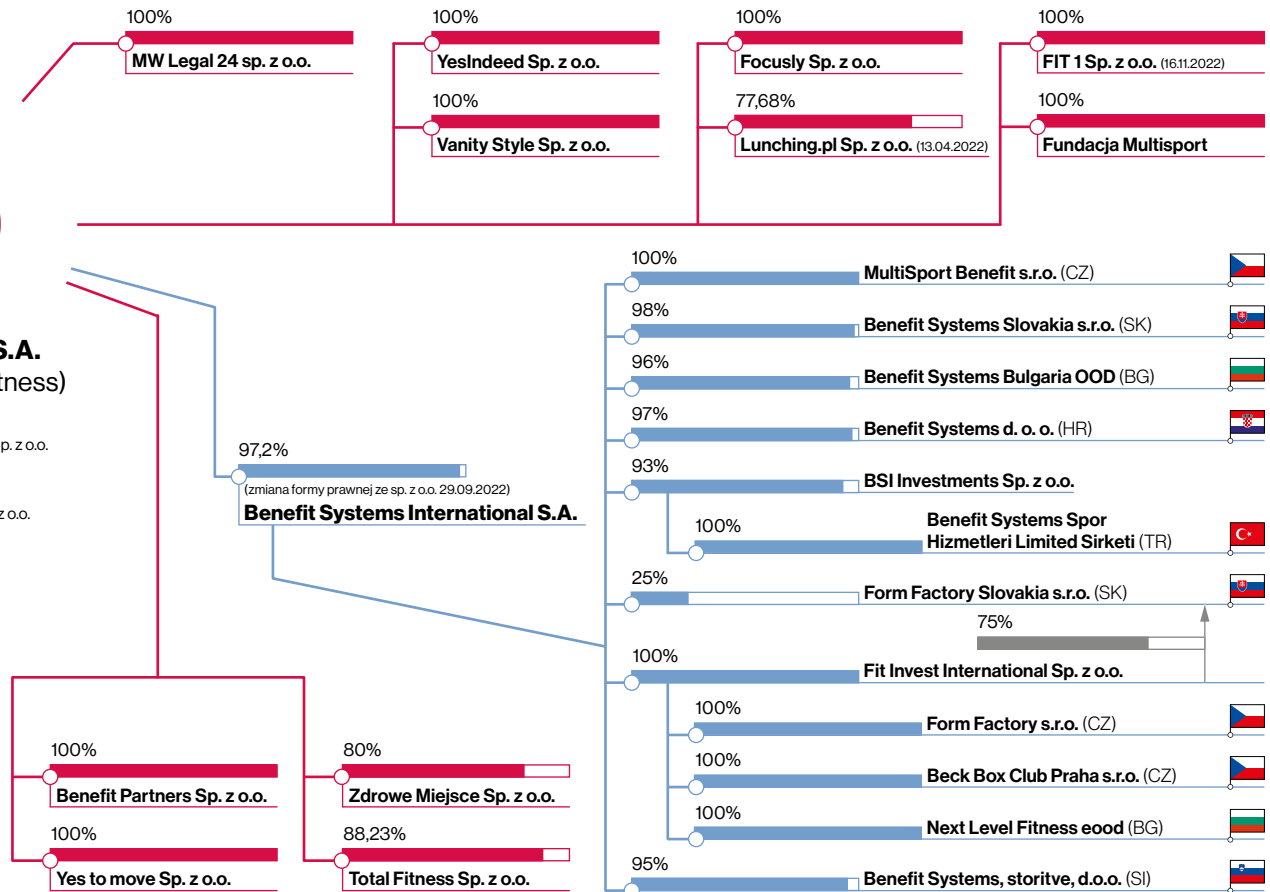 100%
MW Legal 24 sp. z o.o.
100%
YesIndeed Sp. z o.o.
100%
Vanity Style Sp. z o.o.
100%
Focusly Sp. z o.o.
77,68%
Lunching.pl Sp. z o.o. (13.04.2022)
100%
FIT 1 Sp. z o.o. (16.11.2022)
100%
Fundacja Multisport
S.A.
tness)
p. z o.o.
z o.o.
97,2%
(zmiana formy prawnej ze sp. z o.o. 29.09.2022)
Benefit Systems International S.A.
100%
MultiSport Benefit s.r.o. (CZ)
98%
Benefit Systems Slovakia s.r.o. (SK)
96%
Benefit Systems Bulgaria OOD (BG)
97%
Benefit Systems d. o. o. (HR)
93%
BSI Investments Sp. z o.o.
100%
Benefit Systems Spor
Hizmetleri Limited Sirketi (TR)
25%
Form Factory Slovakia s.r.o. (SK)
75%
100%
Fit Invest International Sp. z o.o.
100%
Form Factory s.r.o. (CZ)
100%
Beck Box Club Praha s.r.o. (CZ)
100%
Next Level Fitness eood (BG)
95%
Benefit Systems, storitve, d.o.o. (SI)
100%
Benefit Partners Sp. z o.o.
100%
Yes to move Sp. z o.o.
80%
Zdrowe Miejsce Sp. z o.o.
88,23%
Total Fitness Sp. z o.o.